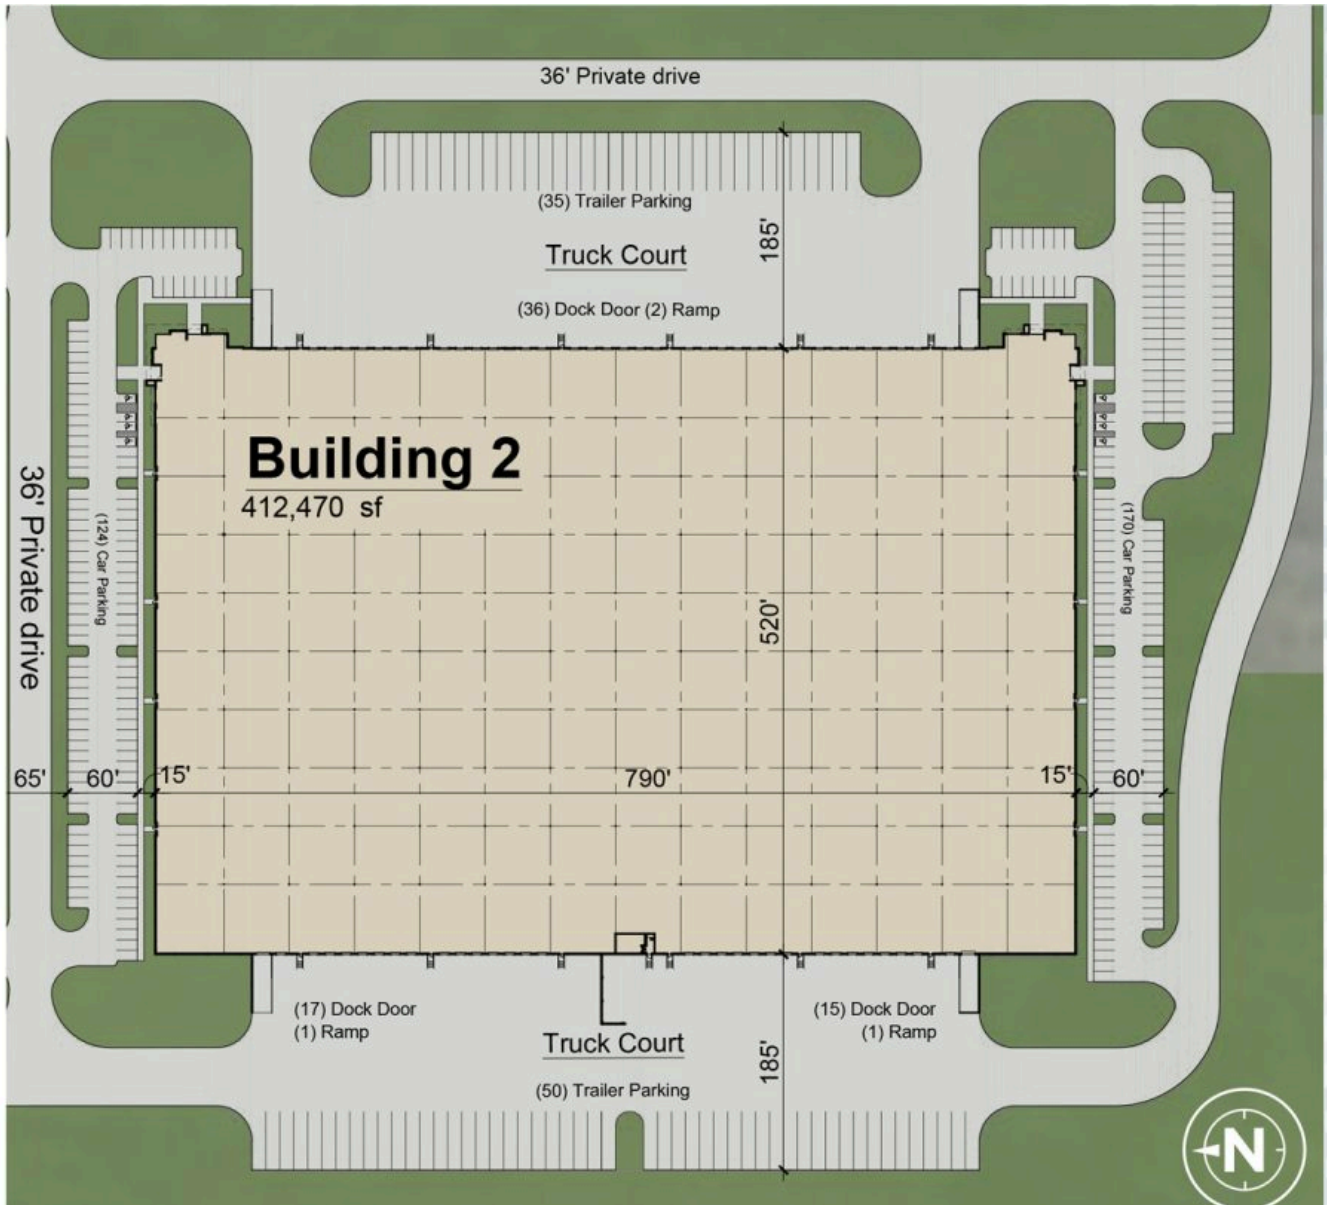 36' Private drive
(35) Trailer Parking
185'
Truck Court
(36) Dock Door (2) Ramp
Building 2
412,470 sf
36' Private drive
(124) Car Parking
(170) Car Parking
520'
65'
60'
15'
790'
15'
60'
(17) Dock Door
(1) Ramp
(15) Dock Door
(1) Ramp
Truck Court
185'
(50) Trailer Parking
N